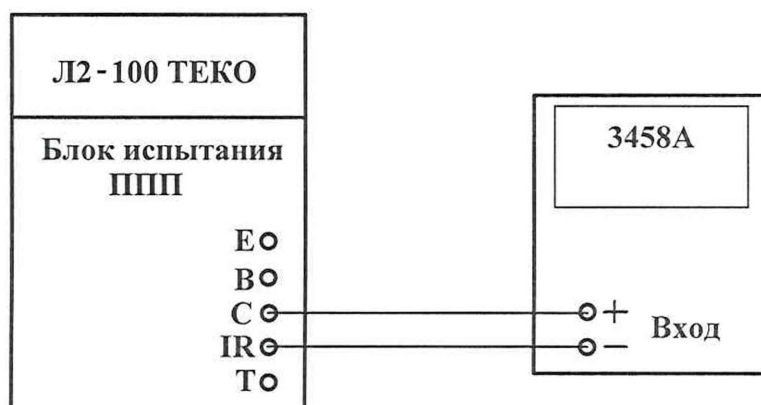 Л2-100 ТЕКО
Блок испытания
ППП
E
B
C
IR
T
3458A
+
Вход
−